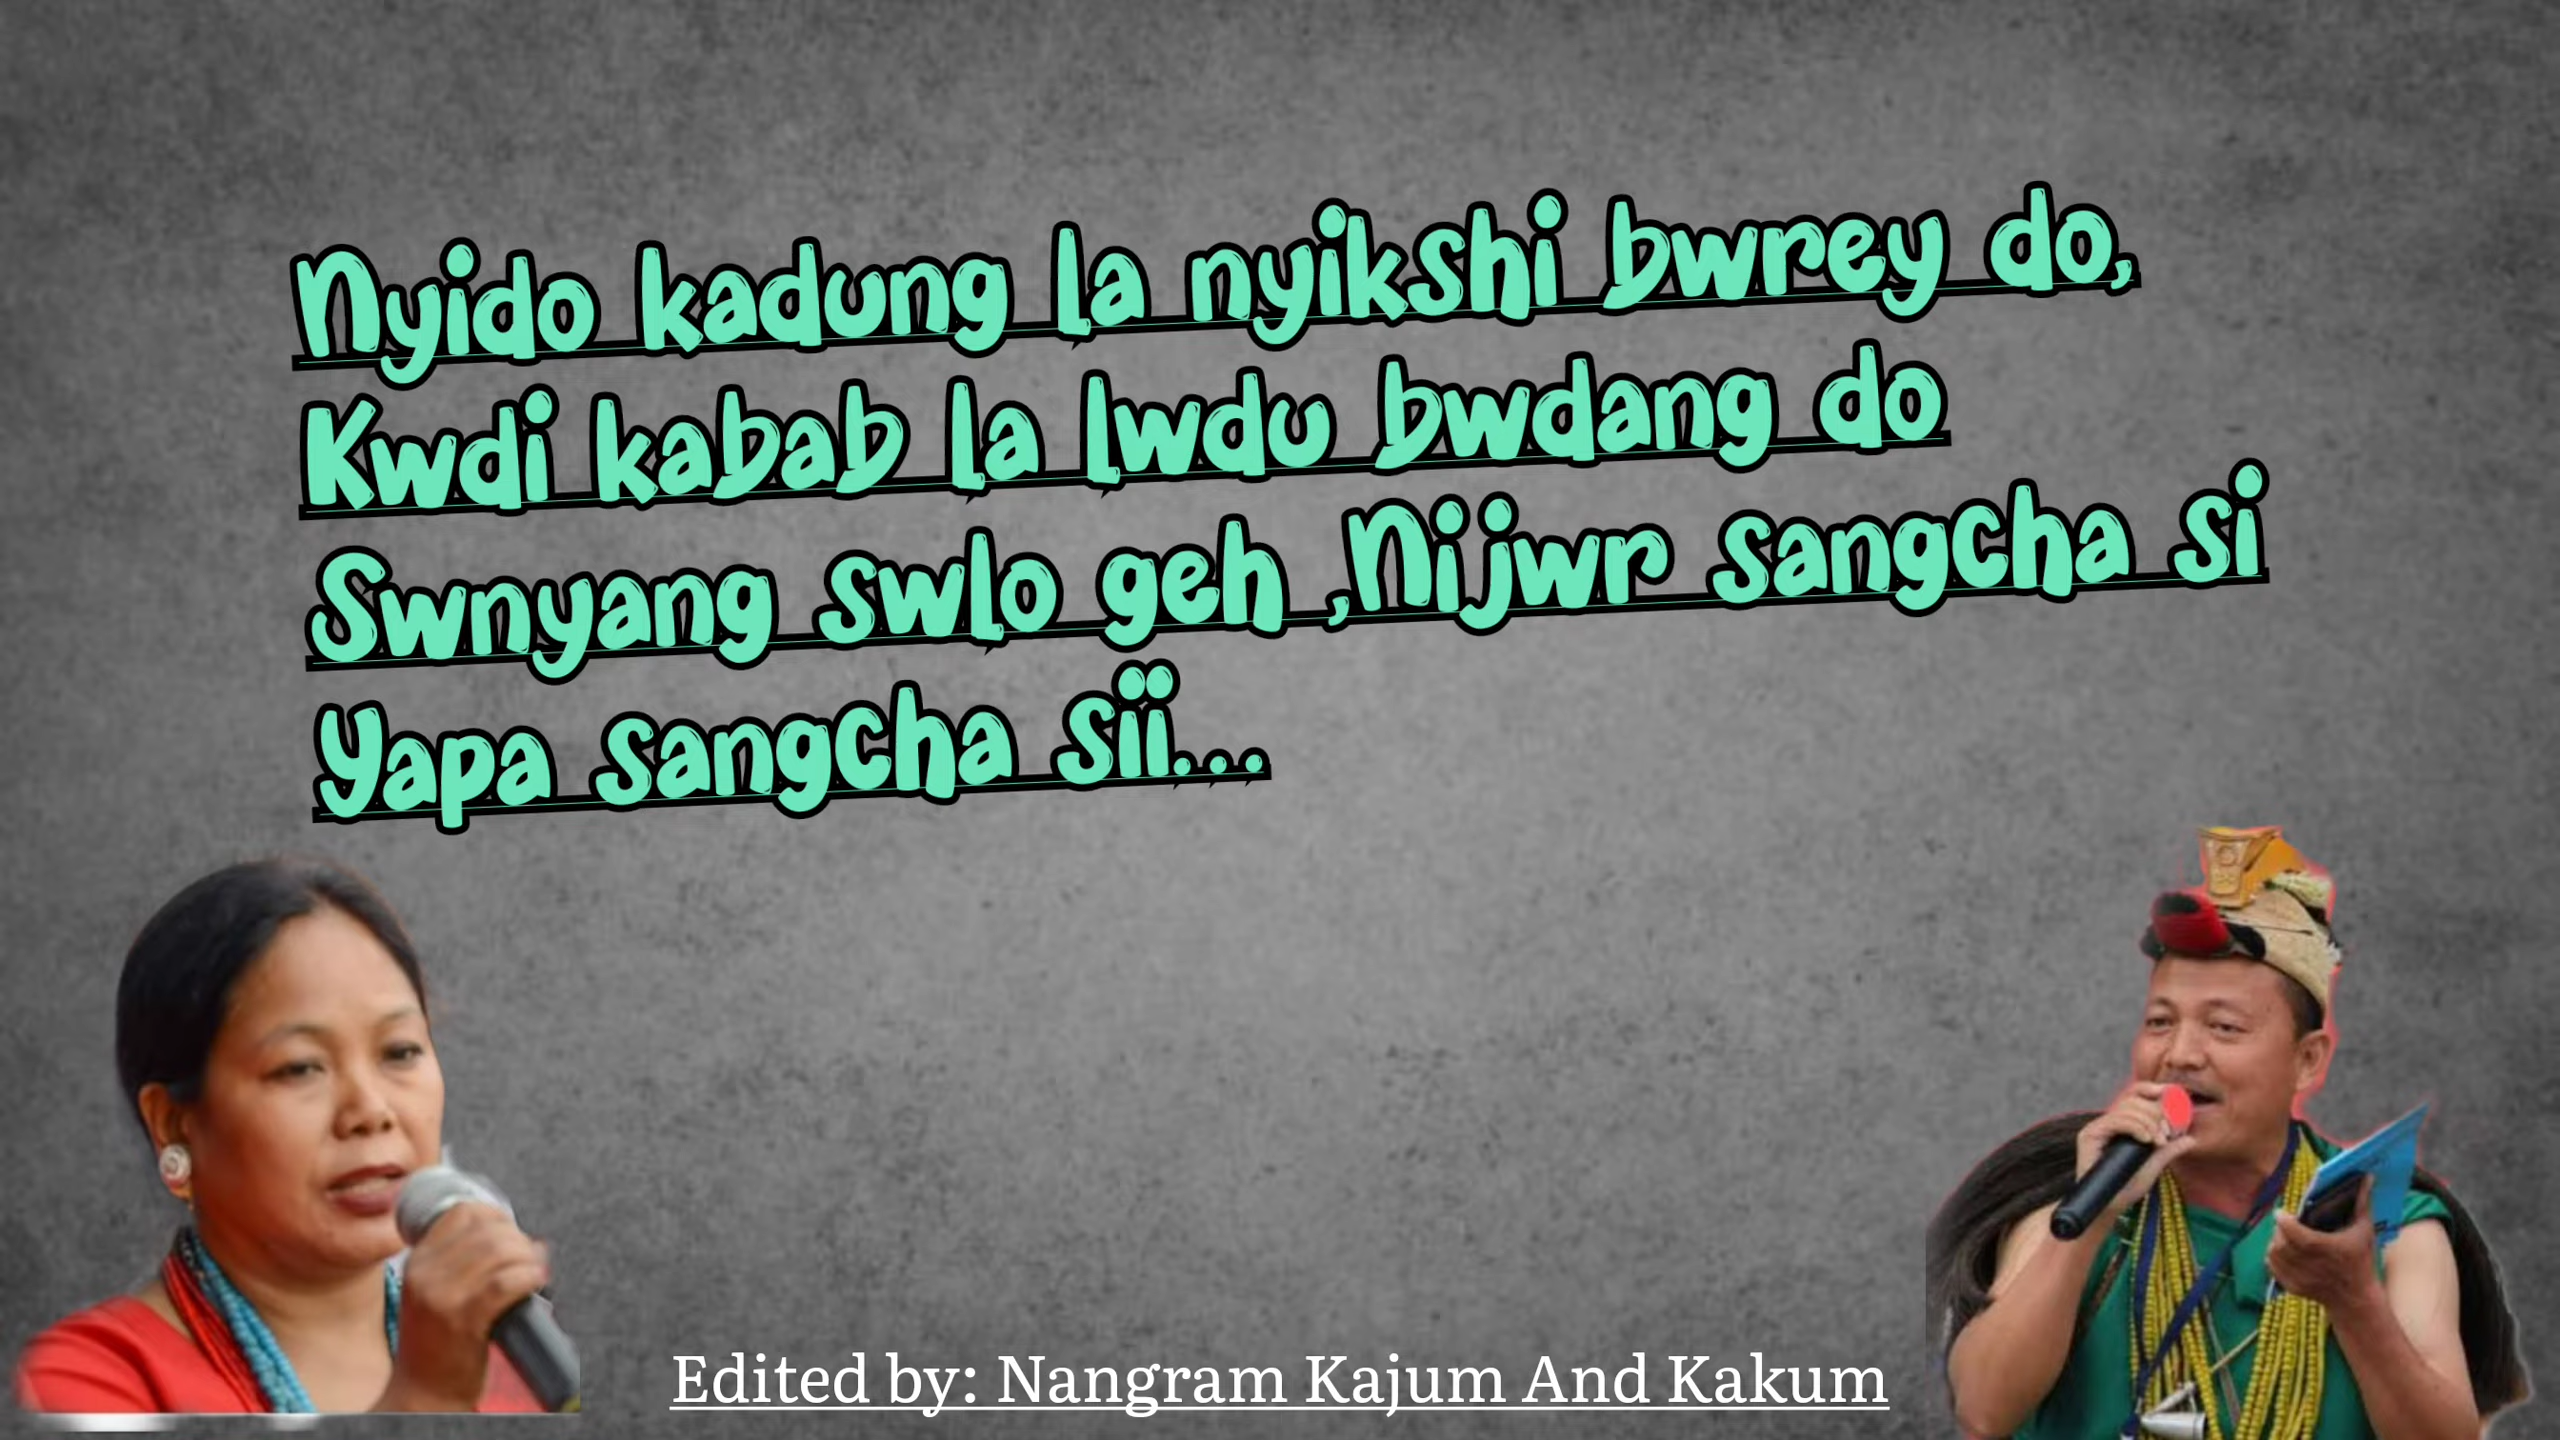 Nyido kadung la nyikshi bwrey do,
Kwdi kabab la lwdu bwdang do
Swnyang swlo geh ,Nijwr sangcha si
Yapa sangcha sii...
Edited by: Nangram Kajum And Kakum